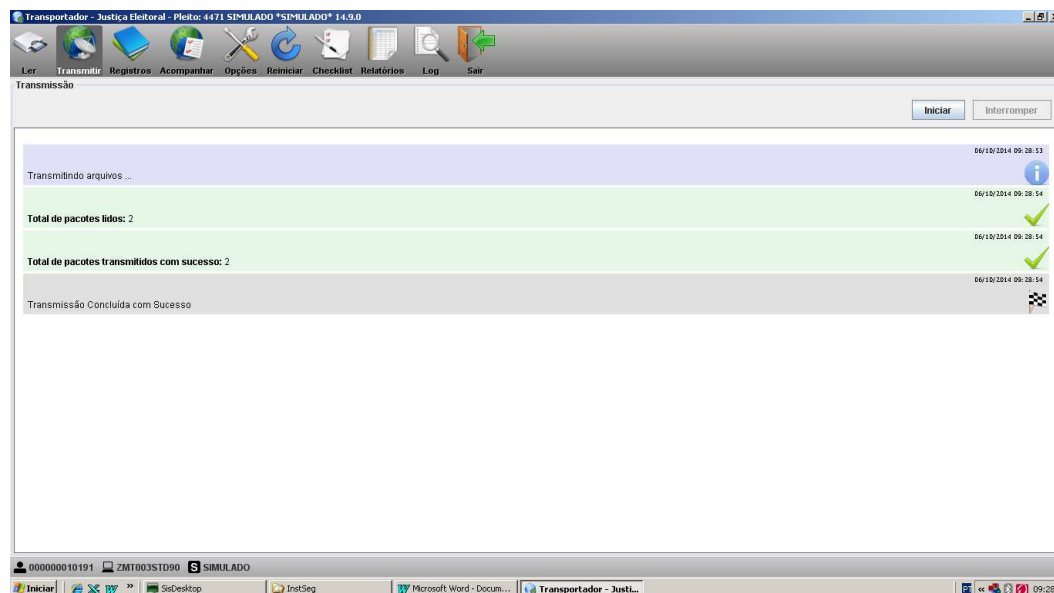 Transportador - Justiça Eleitoral - Pleito: 4471 SIMULADO *SIMULADO* 14.9.0
Ler Transmitir Registros Acompanhar Opções Reiniciar Checklist Relatórios Log Sair
Transmissão
Iniciar Interromper
06/10/2014 09:28:53
Transmitindo arquivos ...
06/10/2014 09:28:54
Total de pacotes lidos: 2
06/10/2014 09:28:54
Total de pacotes transmitidos com sucesso: 2
06/10/2014 09:28:54
Transmissão Concluída com Sucesso
000000010191 ZMT003STD90 S SIMULADO
Iniciar » SisDesktop InstSeg Microsoft Word - Docum... Transportador - Justi... PT « 09:28